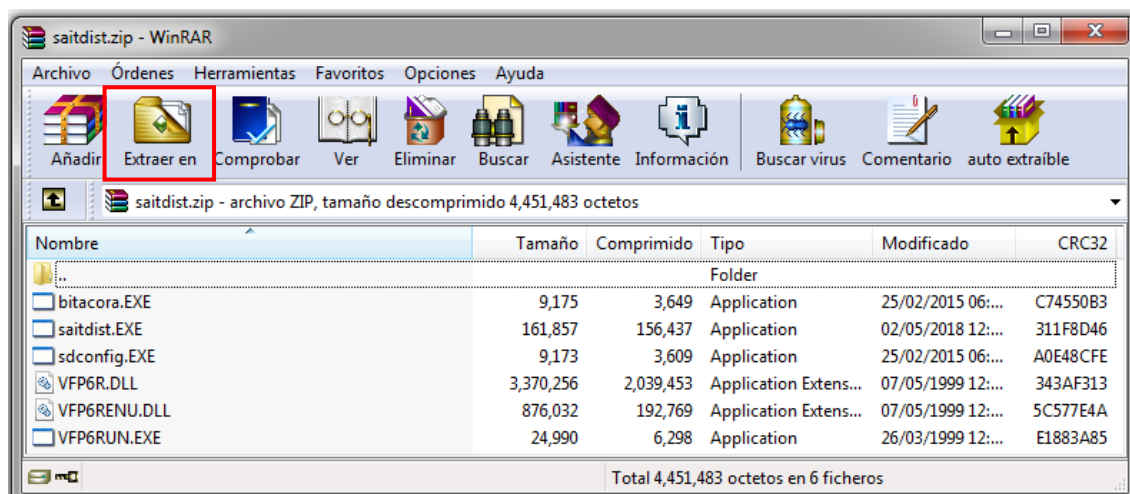 saitdist.zip - WinRAR
Archivo Órdenes Herramientas Favoritos Opciones Ayuda
Añadir Extraer en Comprobar Ver Eliminar Buscar Asistente Información Buscar virus Comentario auto extraíble
saitdist.zip - archivo ZIP, tamaño descomprimido 4,451,483 octetos
Nombre Tamaño Comprimido Tipo Modificado CRC32
.. Folder
bitacora.EXE 9,175 3,649 Application 25/02/2015 06:... C74550B3
saitdist.EXE 161,857 156,437 Application 02/05/2018 12:... 311F8D46
sdconfig.EXE 9,173 3,609 Application 25/02/2015 06:... A0E48CFE
VFP6R.DLL 3,370,256 2,039,453 Application Extens... 07/05/1999 12:... 343AF313
VFP6RENU.DLL 876,032 192,769 Application Extens... 07/05/1999 12:... 5C577E4A
VFP6RUN.EXE 24,990 6,298 Application 26/03/1999 12:... E1883A85
Total 4,451,483 octetos en 6 ficheros